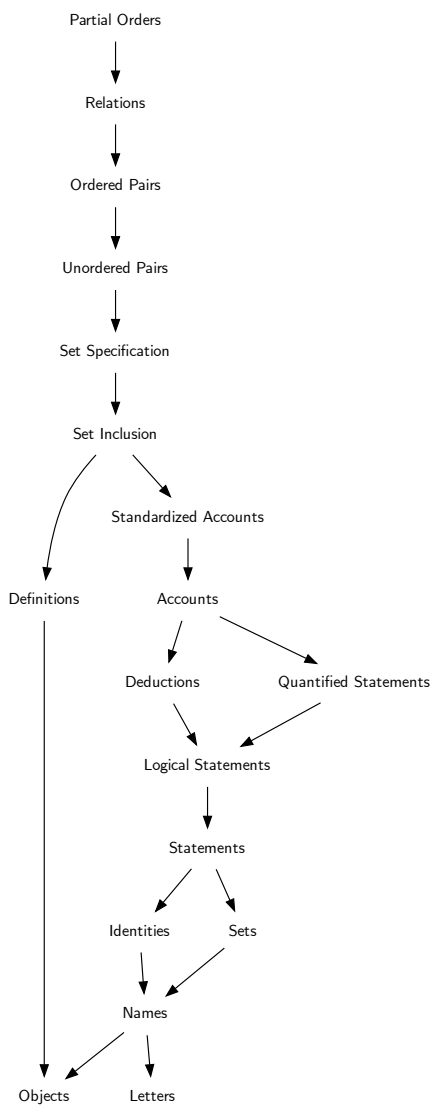 Partial Orders
Relations
Ordered Pairs
Unordered Pairs
Set Specification
Set Inclusion
Standardized Accounts
Definitions
Accounts
Deductions
Quantified Statements
Logical Statements
Statements
Identities
Sets
Names
Objects
Letters